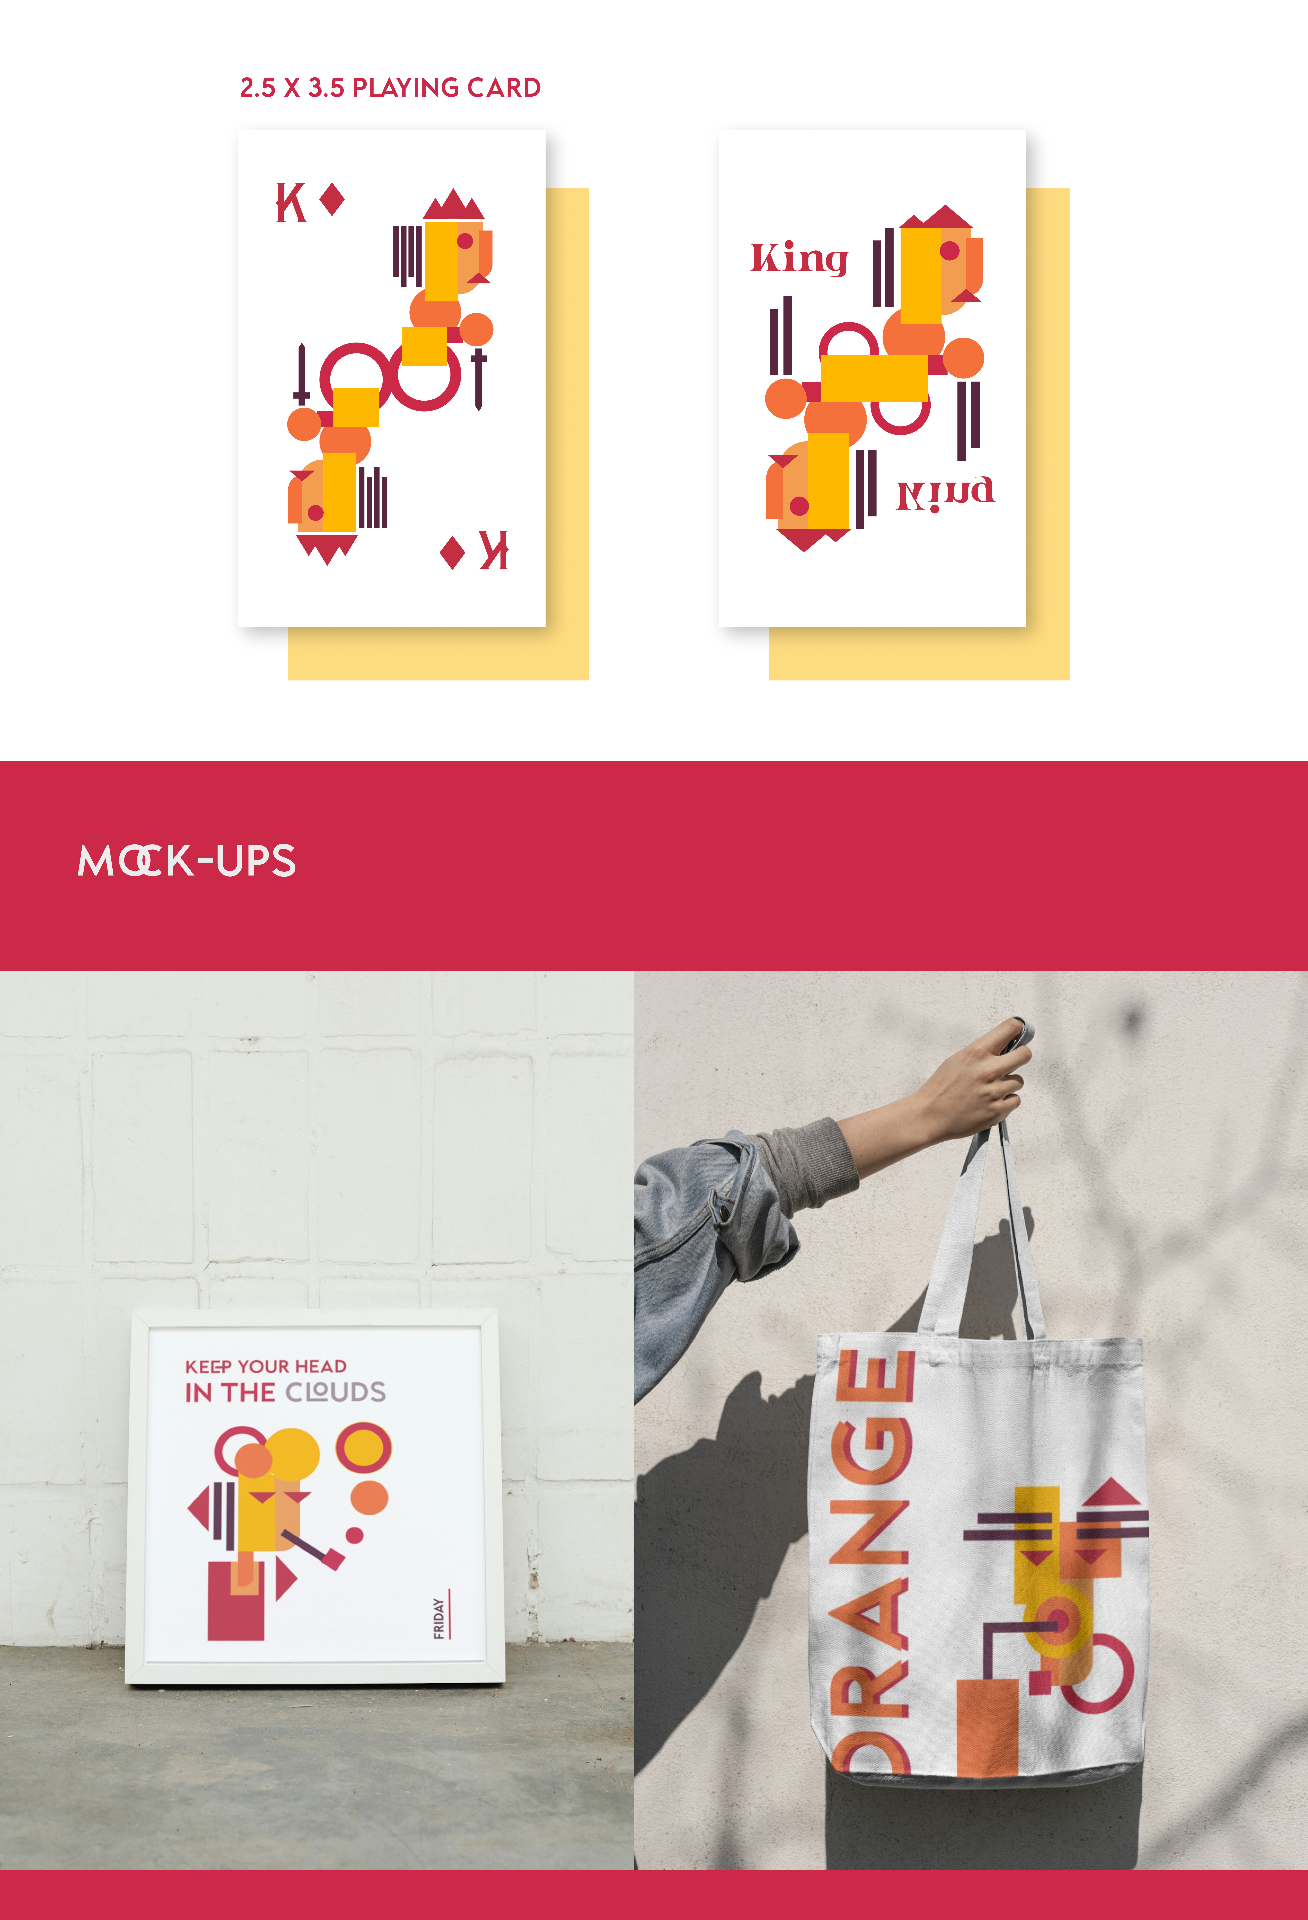 2.5 X 3.5 PLAYING CARD
K
K
King
King
MOCK-UPS
KEEP YOUR HEAD
IN THE CLOUDS
FRIDAY
ORANGE